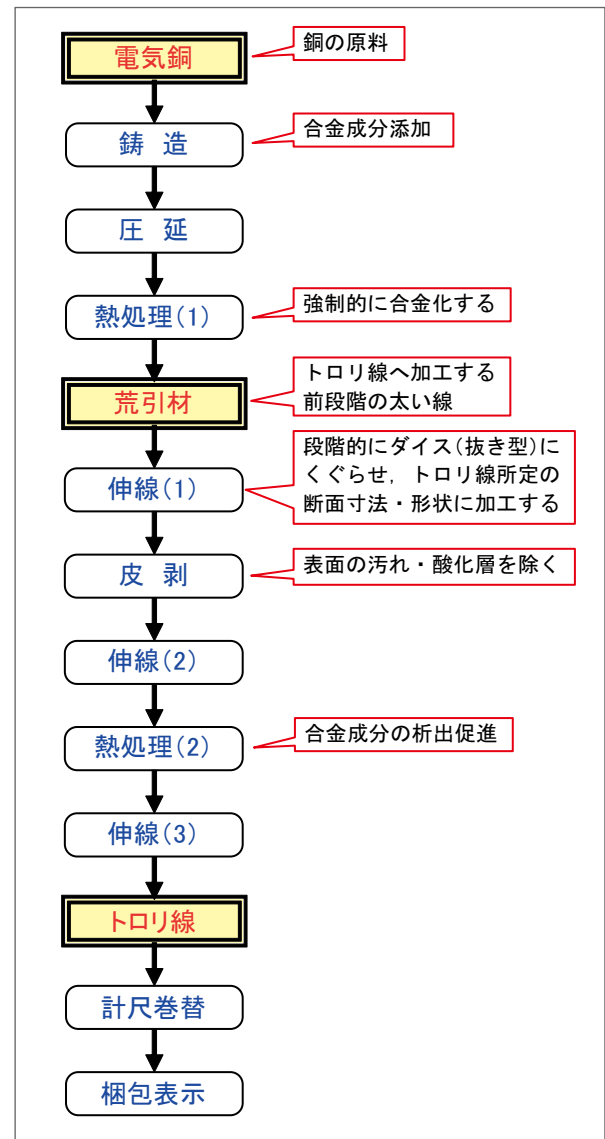 電気銅
銅の原料
鋳 造
合金成分添加
圧 延
熱処理(1)
強制的に合金化する
荒引材
トロリ線へ加工する
前段階の太い線
伸線(1)
段階的にダイス(抜き型)に
くぐらせ，トロリ線所定の
断面寸法・形状に加工する
皮 剥
表面の汚れ・酸化層を除く
伸線(2)
熱処理(2)
合金成分の析出促進
伸線(3)
トロリ線
計尺巻替
梱包表示